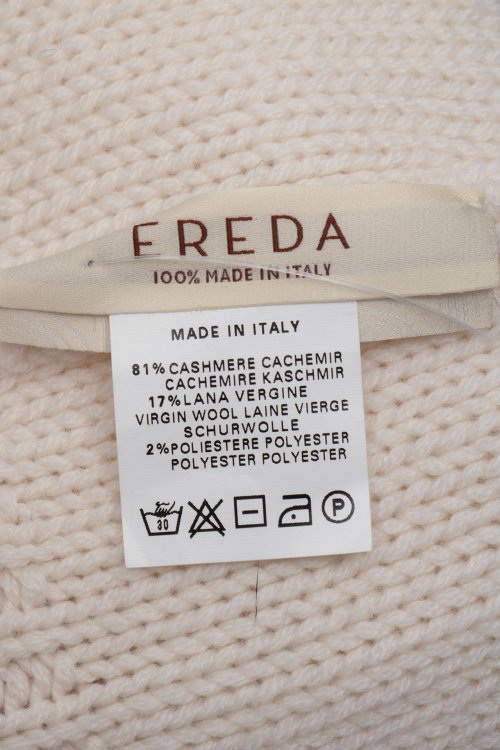 EREDA
100% MADE IN ITALY
MADE IN ITALY
81% CASHMERE CACHEMIR
CACHEMIRE KASCHMIR
17% LANA VERGINE
VIRGIN WOOL LAINE VIERGE
SCHURWOLLE
2% POLIESTERE POLYESTER
POLYESTER POLYESTER
30 P